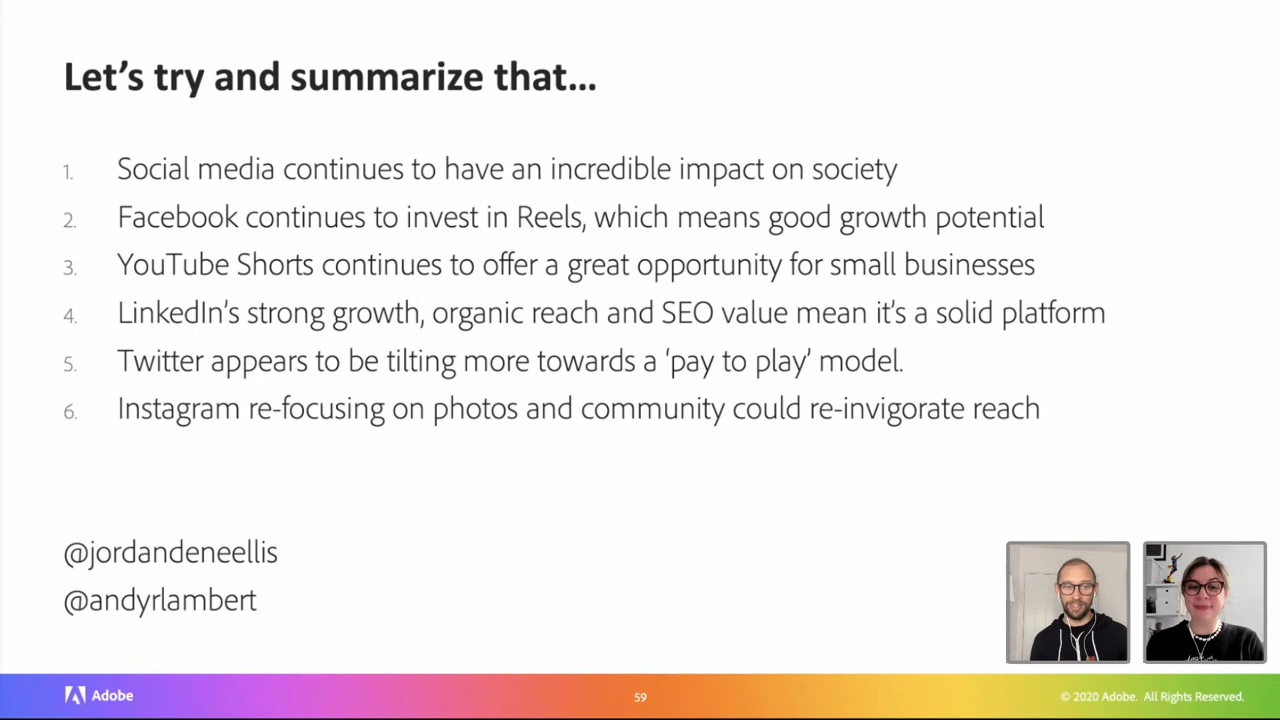 Let’s try and summarize that…
1. Social media continues to have an incredible impact on society
2. Facebook continues to invest in Reels, which means good growth potential
3. YouTube Shorts continues to offer a great opportunity for small businesses
4. LinkedIn’s strong growth, organic reach and SEO value mean it’s a solid platform
5. Twitter appears to be tilting more towards a ‘pay to play’ model.
6. Instagram re-focusing on photos and community could re-invigorate reach
@jordandeneellis
@andyrlambert
Adobe
59
© 2020 Adobe. All Rights Reserved.